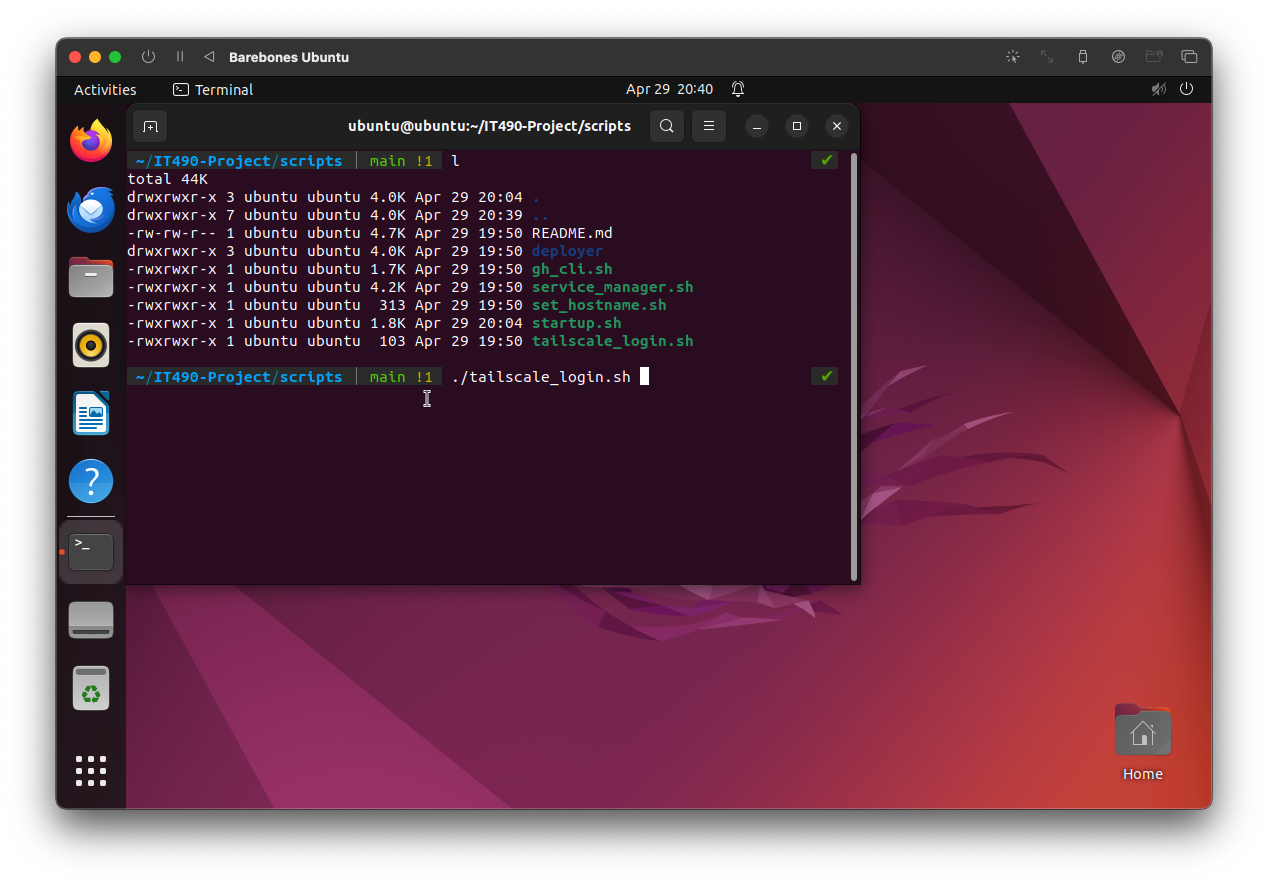 Barebones Ubuntu
Activities Terminal Apr 29 20:40
ubuntu@ubuntu:~/IT490-Project/scripts
~/IT490-Project/scripts | main !1 l ✔
total 44K
drwxrwxr-x 3 ubuntu ubuntu 4.0K Apr 29 20:04 .
drwxrwxr-x 7 ubuntu ubuntu 4.0K Apr 29 20:39 ..
-rw-rw-r-- 1 ubuntu ubuntu 4.7K Apr 29 19:50 README.md
drwxrwxr-x 3 ubuntu ubuntu 4.0K Apr 29 19:50 deployer
-rwxrwxr-x 1 ubuntu ubuntu 1.7K Apr 29 19:50 gh_cli.sh
-rwxrwxr-x 1 ubuntu ubuntu 4.2K Apr 29 19:50 service_manager.sh
-rwxrwxr-x 1 ubuntu ubuntu  313 Apr 29 19:50 set_hostname.sh
-rwxrwxr-x 1 ubuntu ubuntu 1.8K Apr 29 20:04 startup.sh
-rwxrwxr-x 1 ubuntu ubuntu  103 Apr 29 19:50 tailscale_login.sh
~/IT490-Project/scripts | main !1 ./tailscale_login.sh ✔
Home